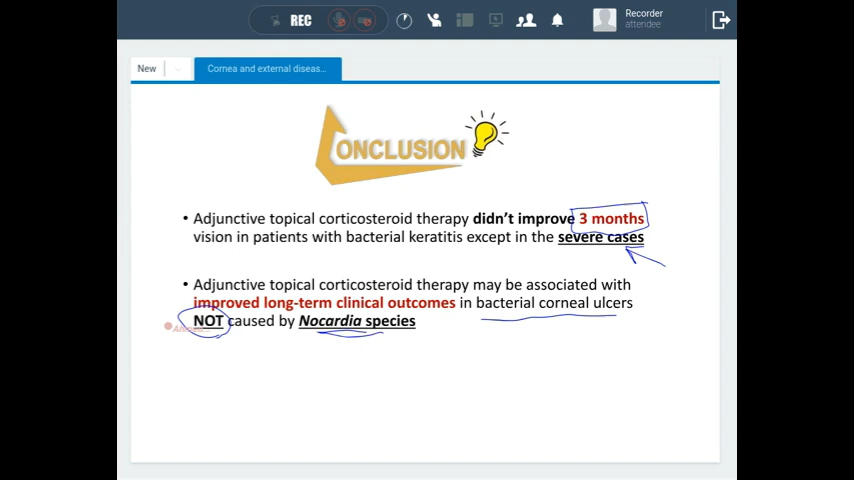 REC
Recorder
attendee
New
Cornea and external diseas...
CONCLUSION
• Adjunctive topical corticosteroid therapy didn't improve 3 months
vision in patients with bacterial keratitis except in the severe cases
• Adjunctive topical corticosteroid therapy may be associated with
improved long-term clinical outcomes in bacterial corneal ulcers
NOT caused by Nocardia species